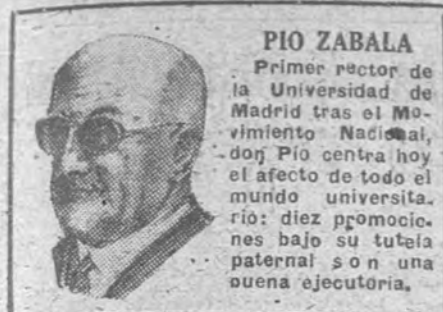 PIO ZABALA
Primer rector de
la Universidad de
Madrid tras el Mo-
vimiento Nacional,
don Pío centra hoy
el afecto de todo el
mundo universita-
rio: diez promocio-
nes bajo su tutela
paternal son una
buena ejecutoria.